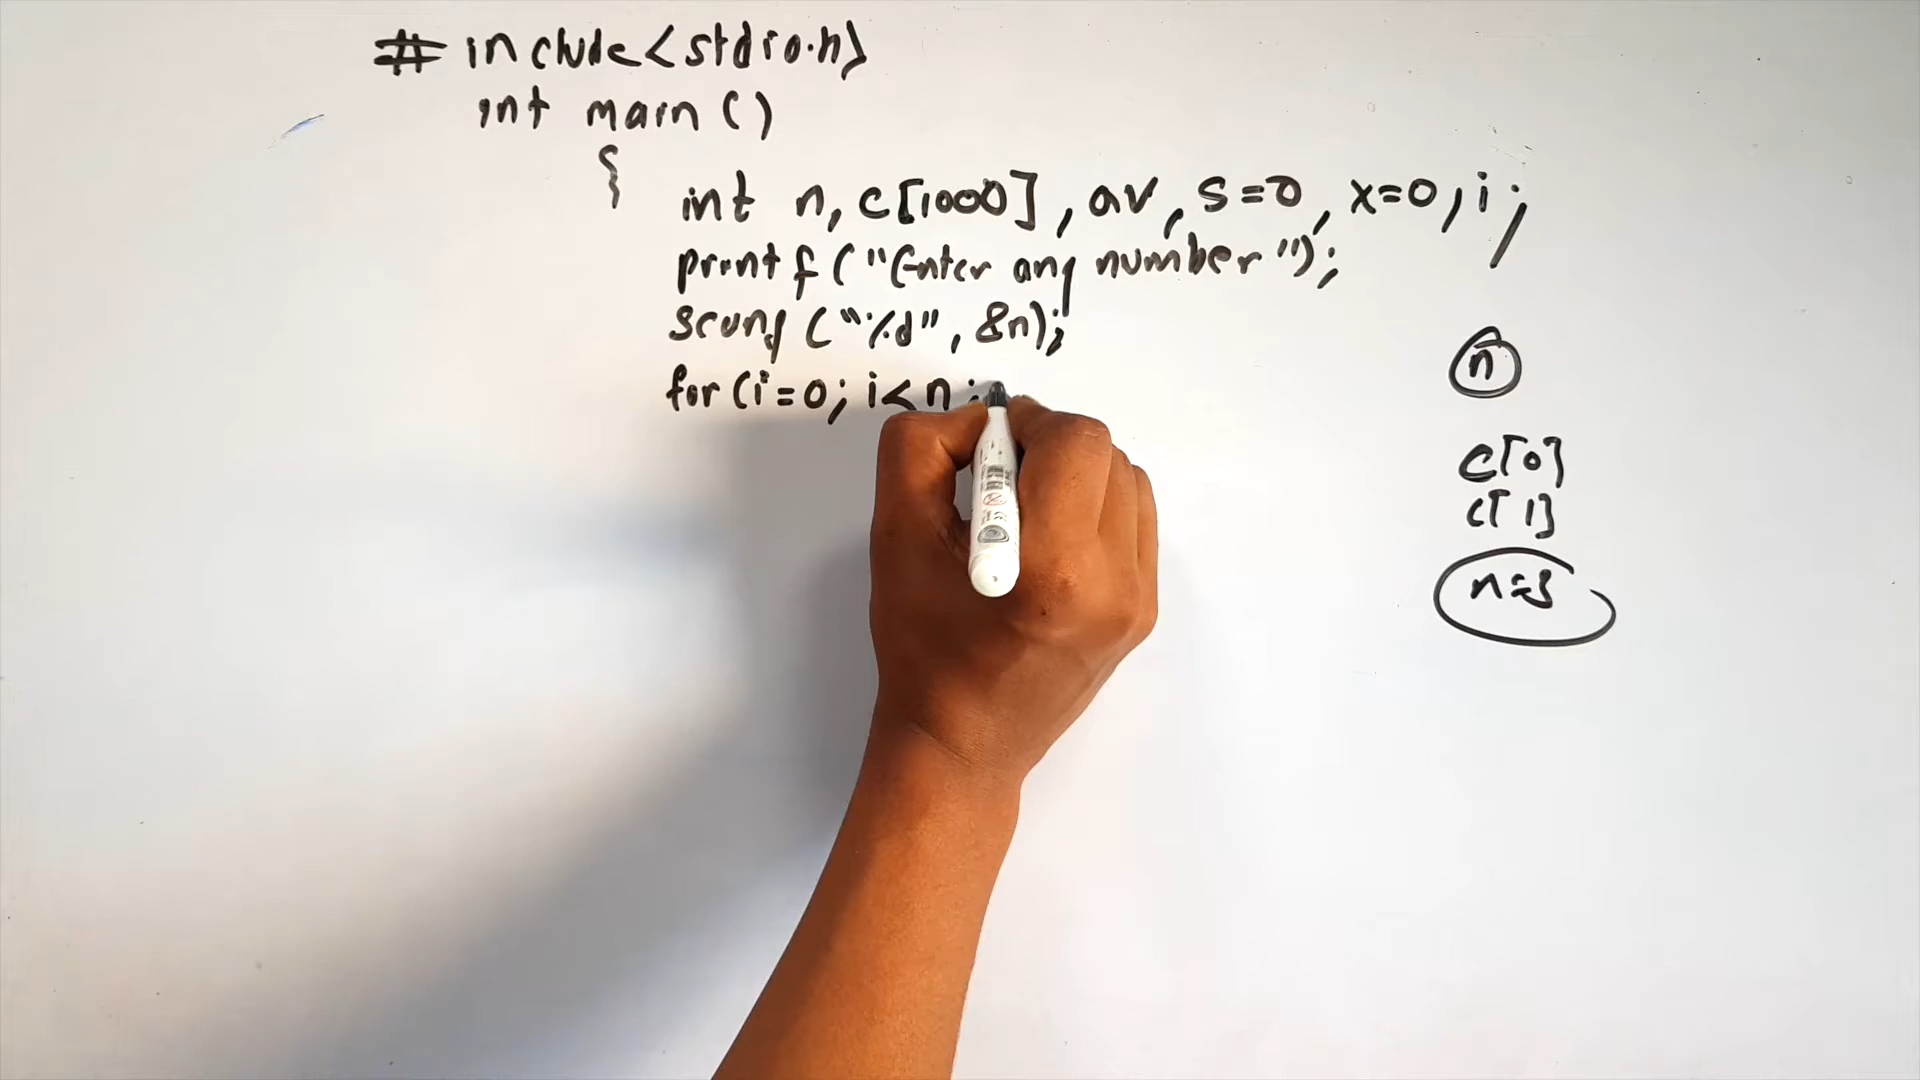 # include<stdio.h>
int main ()
{
int n, c[1000], av, s=0, x=0, i;
printf ("Enter any number");
scanf ("%d", &n);
for (i=0; i<n;
n
c[0]
c[1]
n=3